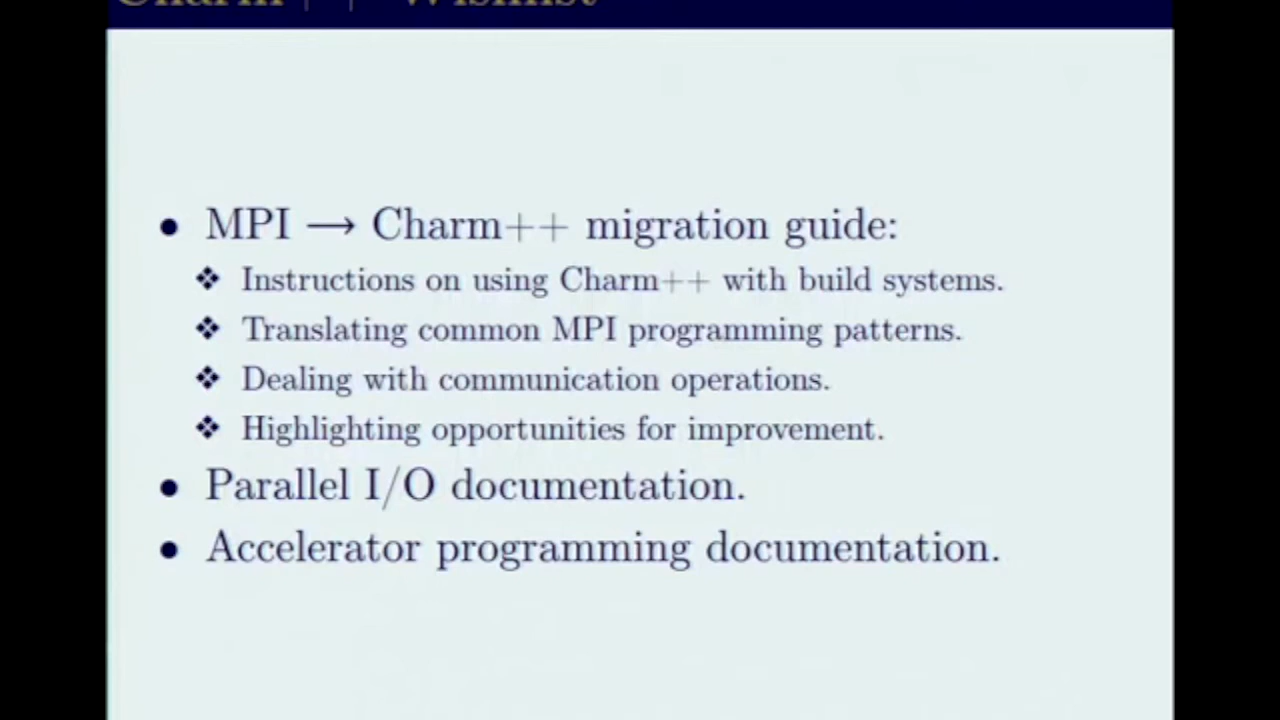 Charm++ Wishlist
• MPI → Charm++ migration guide:
❖ Instructions on using Charm++ with build systems.
❖ Translating common MPI programming patterns.
❖ Dealing with communication operations.
❖ Highlighting opportunities for improvement.
• Parallel I/O documentation.
• Accelerator programming documentation.